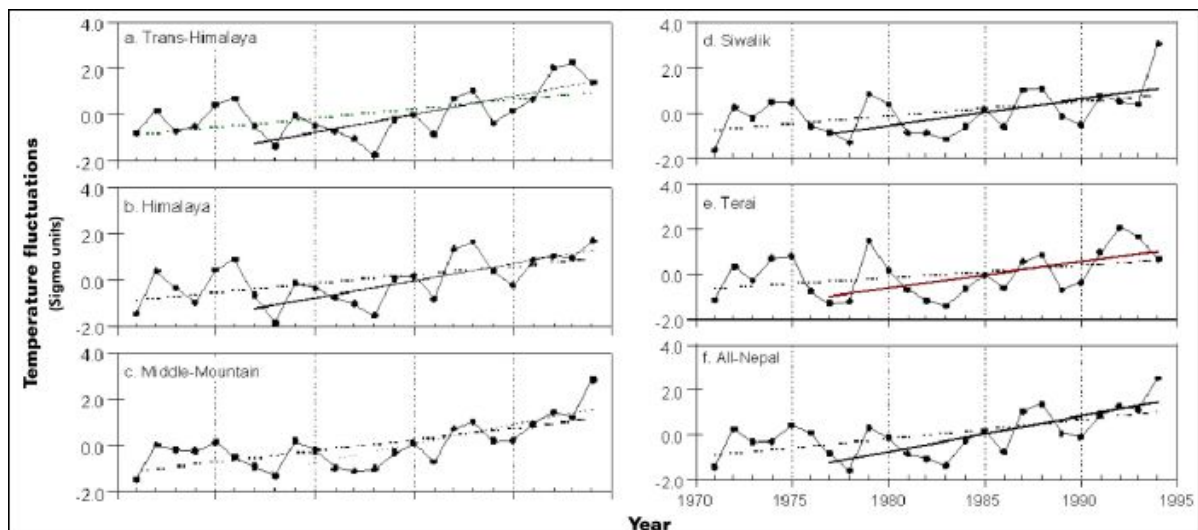 Temperature fluctuations
(Sigma units)
a. Trans-Himalaya
4.0
2.0
0.0
-2.0
b. Himalaya
4.0
2.0
0.0
-2.0
c. Middle-Mountain
4.0
2.0
0.0
-2.0
d. Siwalik
4.0
2.0
0.0
-2.0
e. Terai
4.0
2.0
0.0
-2.0
f. All-Nepal
4.0
2.0
0.0
-2.0
1970 1975 1980 1985 1990 1995
Year